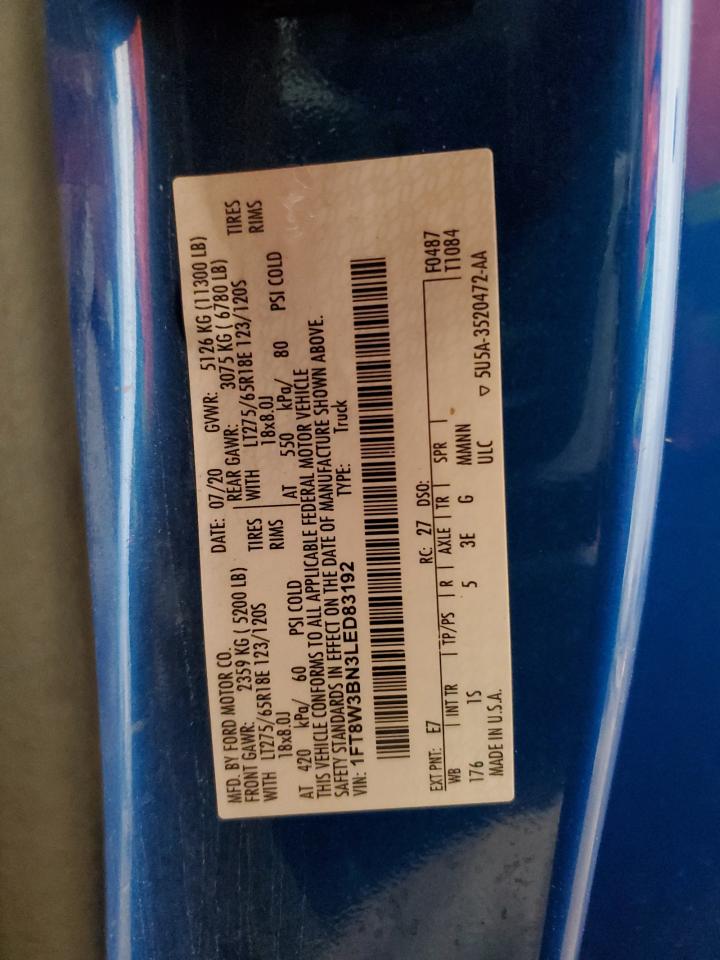 MFD. BY FORD MOTOR CO. DATE: 07/20 GVWR: 5126 KG (11300 LB)
FRONT GAWR: 2359 KG ( 5200 LB) REAR GAWR: 3075 KG ( 6780 LB)
WITH LT275/65R18E 123/120S TIRES WITH LT275/65R18E 123/120S TIRES
18x8.0J RIMS 18x8.0J RIMS
AT 420 kPa/ 60 PSI COLD AT 550 kPa/ 80 PSI COLD
THIS VEHICLE CONFORMS TO ALL APPLICABLE FEDERAL MOTOR VEHICLE
SAFETY STANDARDS IN EFFECT ON THE DATE OF MANUFACTURE SHOWN ABOVE.
VIN: 1FT8W3BN3LED83192 TYPE: Truck
EXT PNT: E7 RC: 27 DSO: F0487
WB INT TR TP/PS R AXLE TR SPR T1084
176 1S 5 3E G MMNNN
MADE IN U.S.A. ULC ▽ 5U5A-3520472-AA